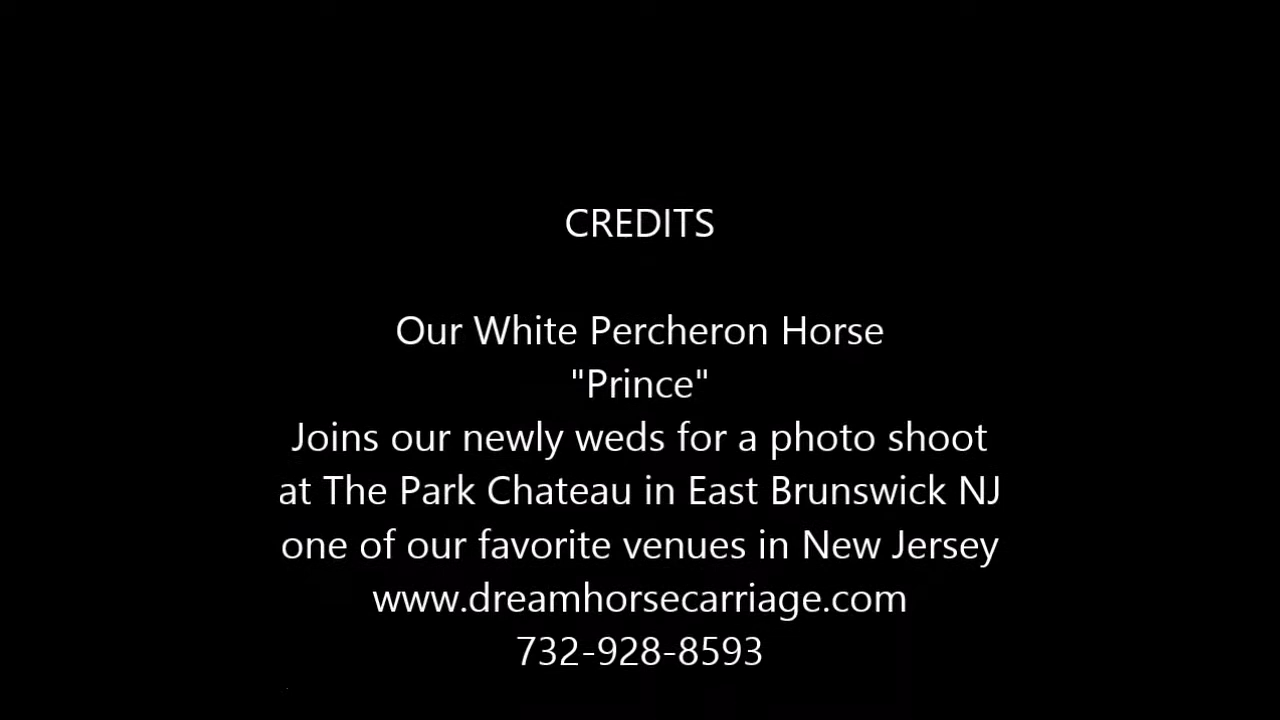 CREDITS
Our White Percheron Horse
"Prince"
Joins our newly weds for a photo shoot
at The Park Chateau in East Brunswick NJ
one of our favorite venues in New Jersey
www.dreamhorsecarriage.com
732-928-8593